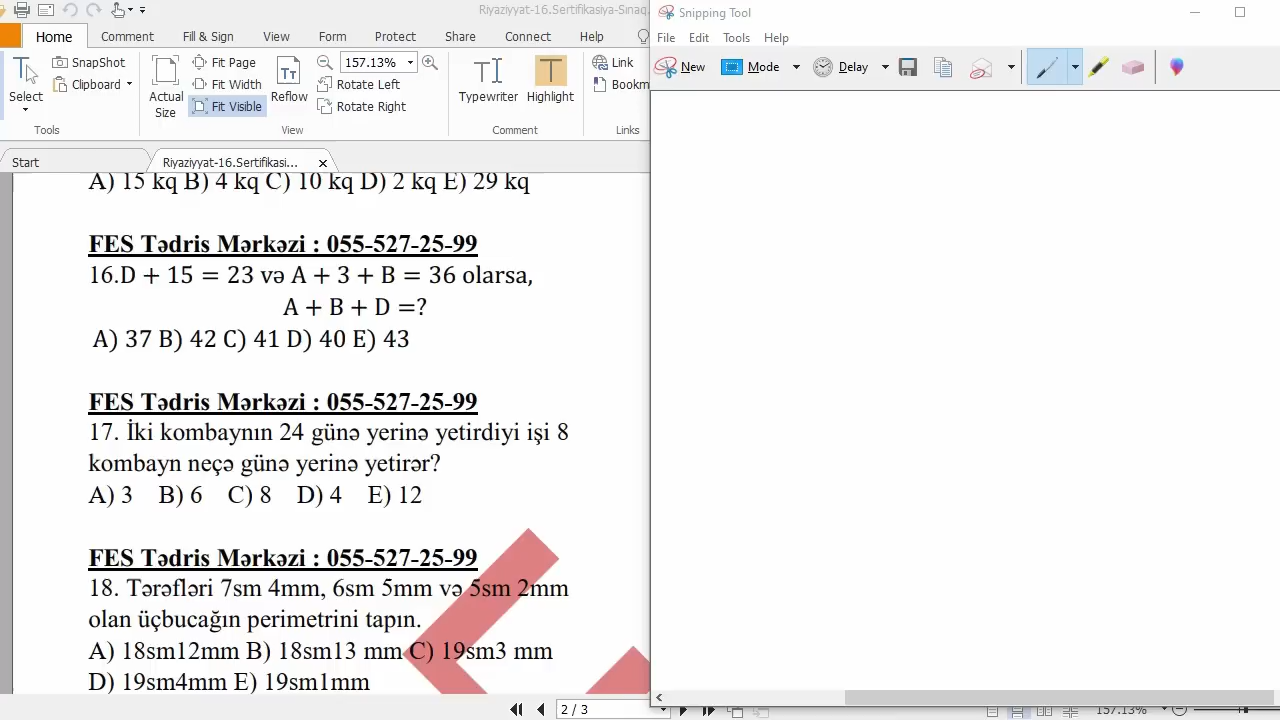 Riyaziyyat-16.Sertifikasiya-Sınaq.
Snipping Tool
Home Comment Fill & Sign View Form Protect Share Connect Help
File Edit Tools Help
SnapShot Fit Page 157.13% Link
Select Clipboard Actual Size Fit Width Reflow Rotate Left Typewriter Highlight Bookm
Fit Visible Rotate Right
New Mode Delay
Tools View Comment Links
Start Riyaziyyat-16.Sertifikasi... x
A) 15 kq B) 4 kq C) 10 kq D) 2 kq E) 29 kq
FES Tədris Mərkəzi : 055-527-25-99
16.D + 15 = 23 və A + 3 + B = 36 olarsa,
A + B + D =?
A) 37 B) 42 C) 41 D) 40 E) 43
FES Tədris Mərkəzi : 055-527-25-99
17. İki kombaynın 24 günə yerinə yetirdiyi işi 8
kombayn neçə günə yerinə yetirər?
A) 3 B) 6 C) 8 D) 4 E) 12
FES Tədris Mərkəzi : 055-527-25-99
18. Tərəfləri 7sm 4mm, 6sm 5mm və 5sm 2mm
olan üçbucağın perimetrini tapın.
A) 18sm12mm B) 18sm13 mm C) 19sm3 mm
D) 19sm4mm E) 19sm1mm
2 / 3 157.13%